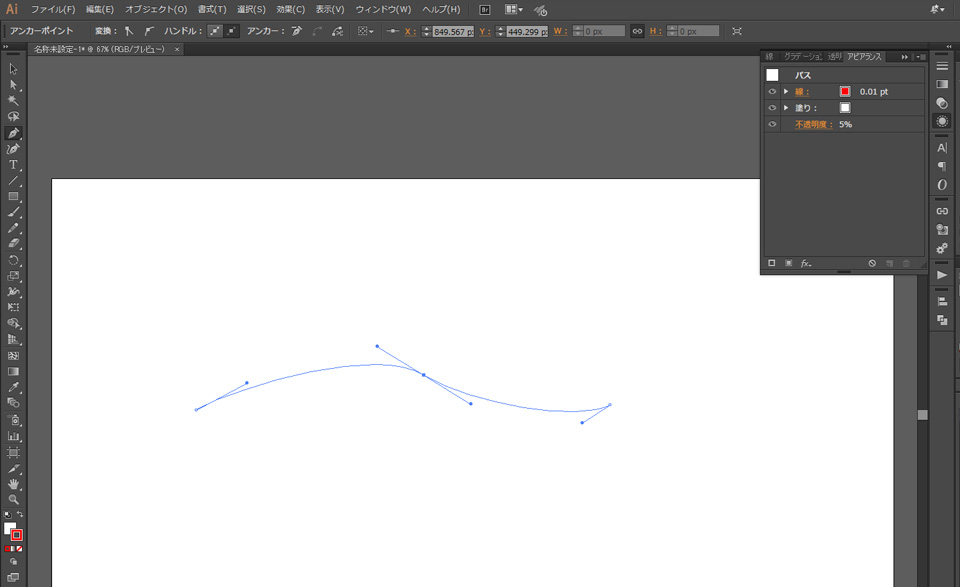 Ai ファイル(F) 編集(E) オブジェクト(O) 書式(T) 選択(S) 効果(C) 表示(V) ウィンドウ(W) ヘルプ(H) Br
アンカーポイント 変換: ハンドル: アンカー: X: 849.567 p Y: 449.299 p W: 0 px H: 0 px
名称未設定-1* @ 67% (RGB/プレビュー) ×
線 グラデーション 透明 アピアランス
パス
線: 0.01 pt
塗り:
不透明度: 5%
fx.